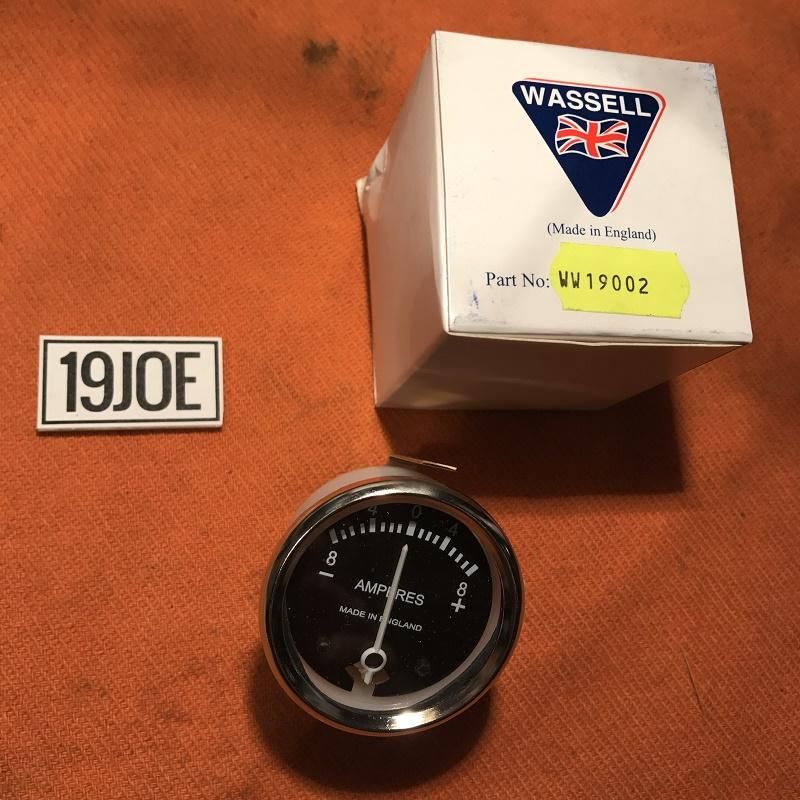 WASSELL
(Made in England)
Part No: WW19002
19JOE
4 0 4
8 8
- +
AMPERES
MADE IN ENGLAND